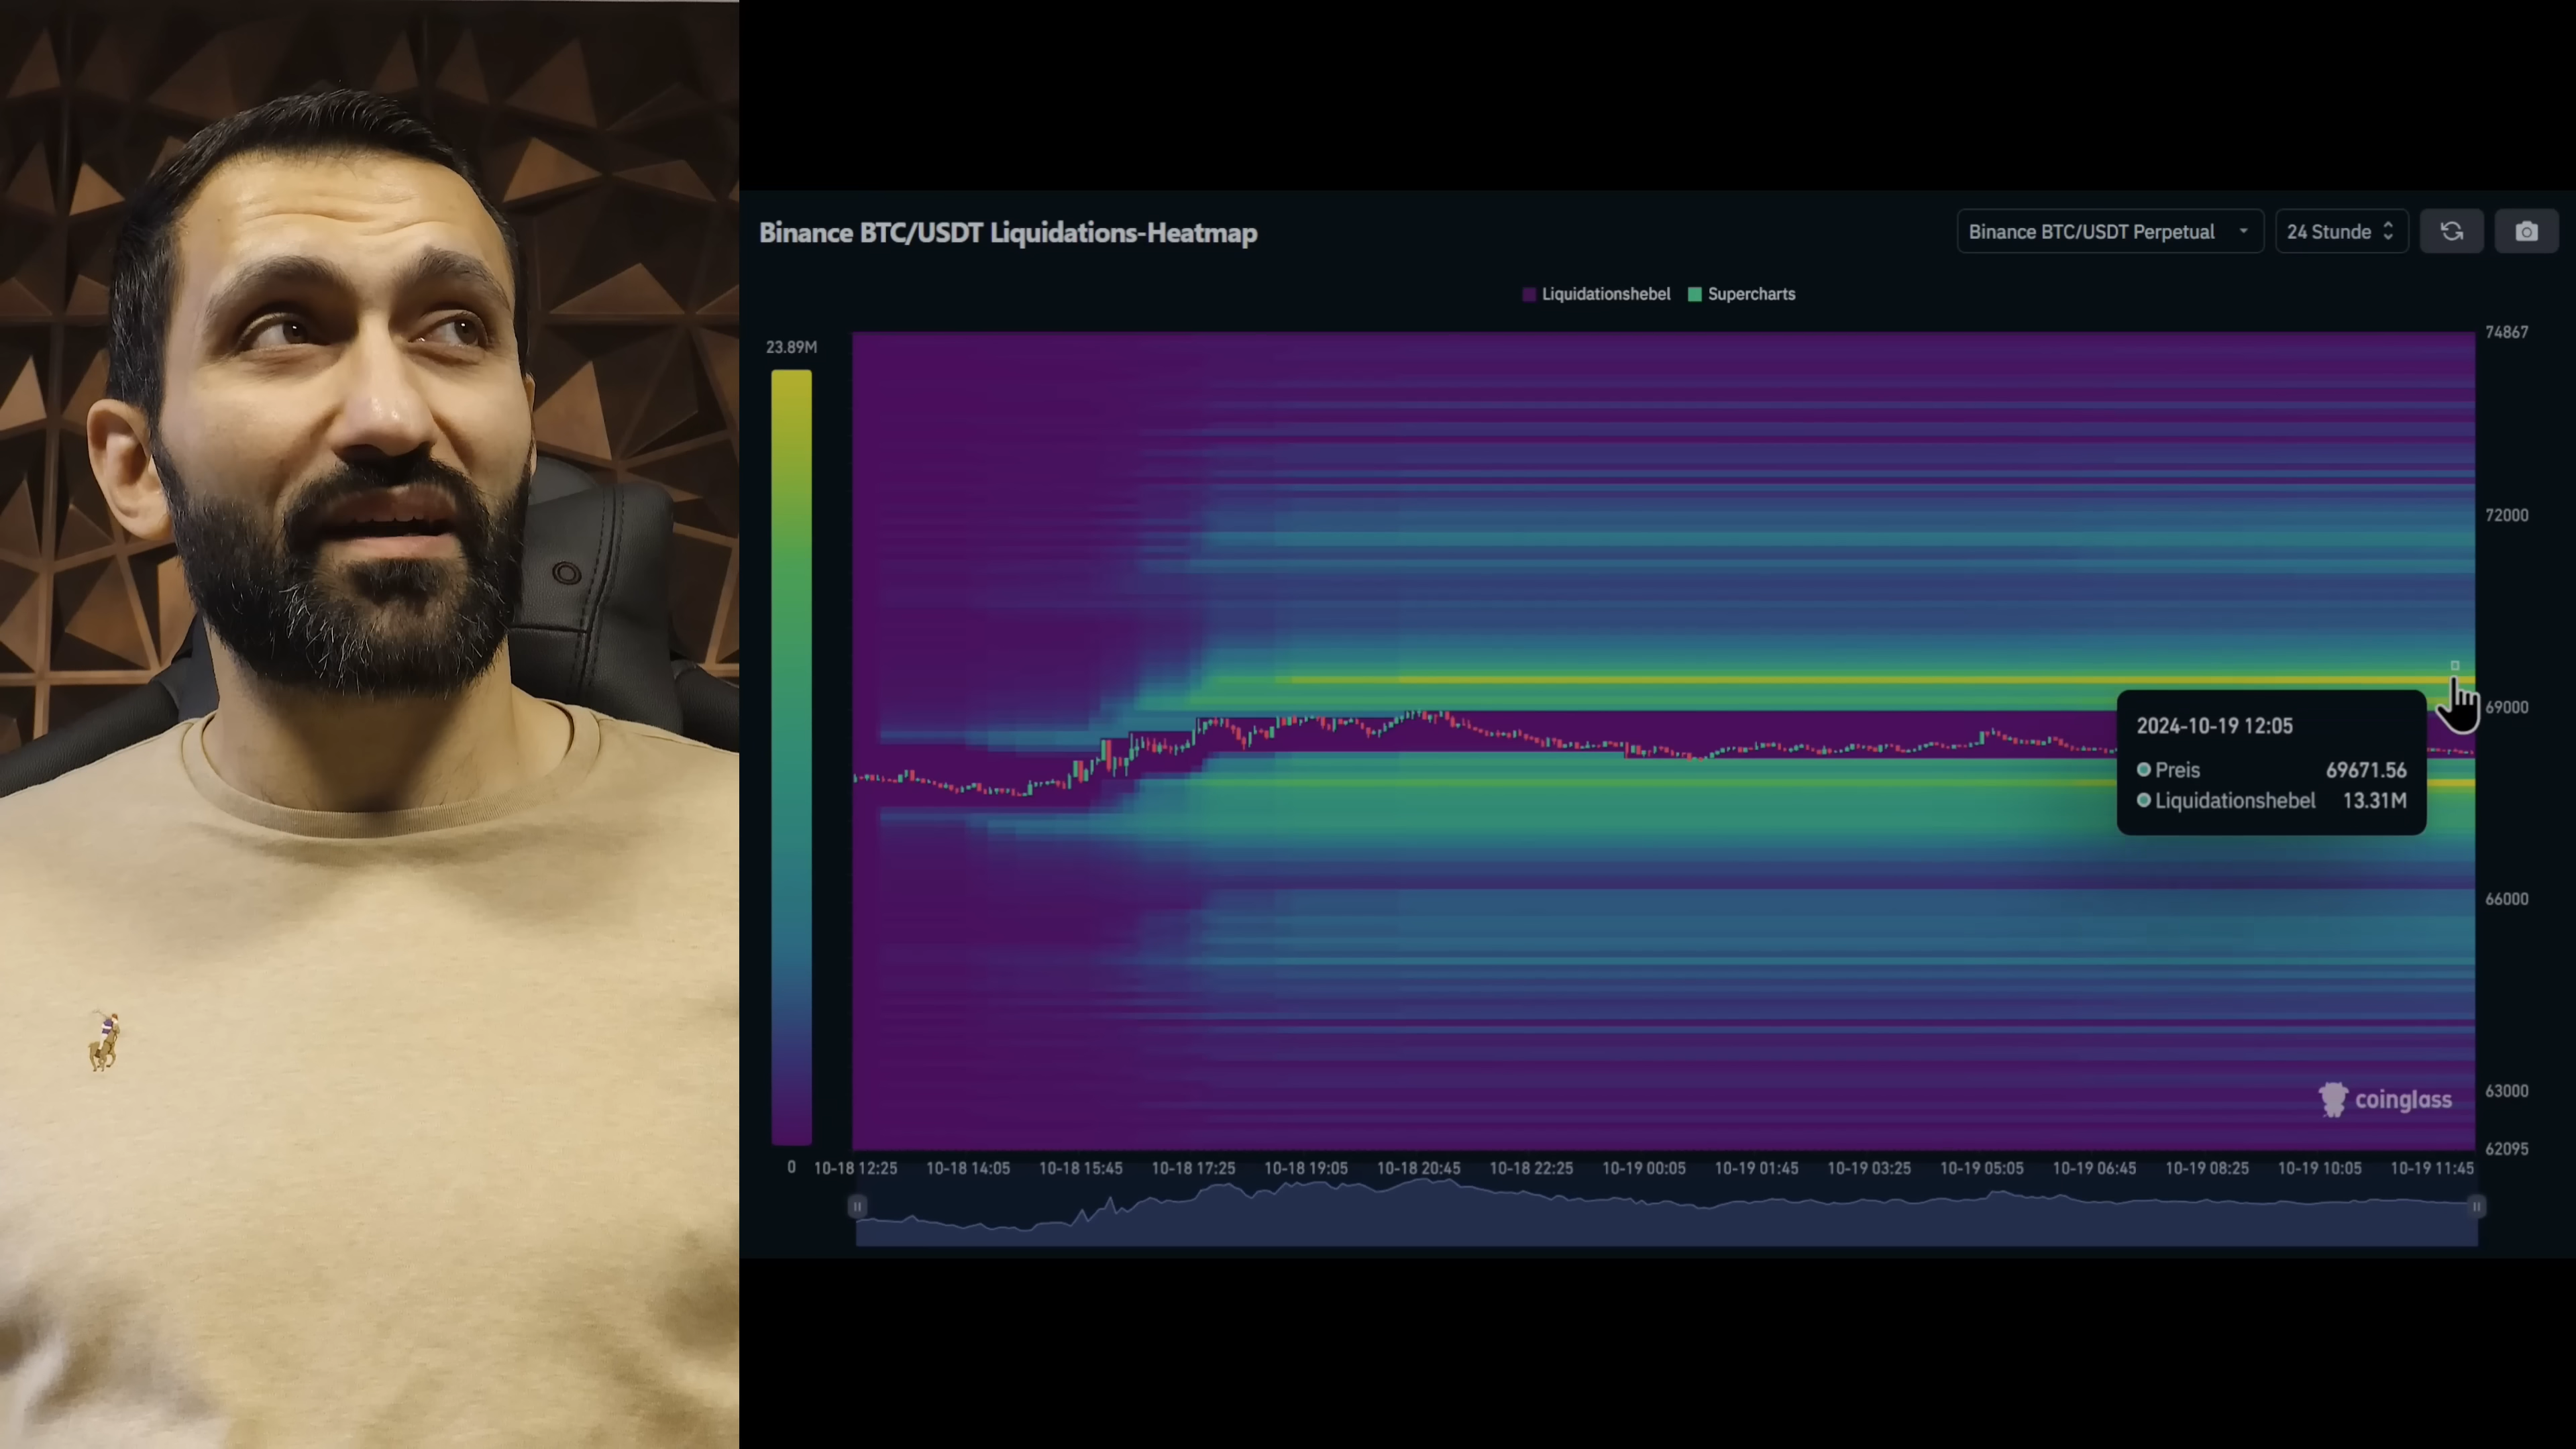 Binance BTC/USDT Liquidations-Heatmap
Binance BTC/USDT Perpetual
24 Stunde
Liquidationshebel
Supercharts
23.89M
0
74867
72000
69000
66000
63000
62095
2024-10-19 12:05
Preis 69671.56
Liquidationshebel 13.31M
coinglass
10-18 12:25 10-18 14:05 10-18 15:45 10-18 17:25 10-18 19:05 10-18 20:45 10-18 22:25 10-19 00:05 10-19 01:45 10-19 03:25 10-19 05:05 10-19 06:45 10-19 08:25 10-19 10:05 10-19 11:45